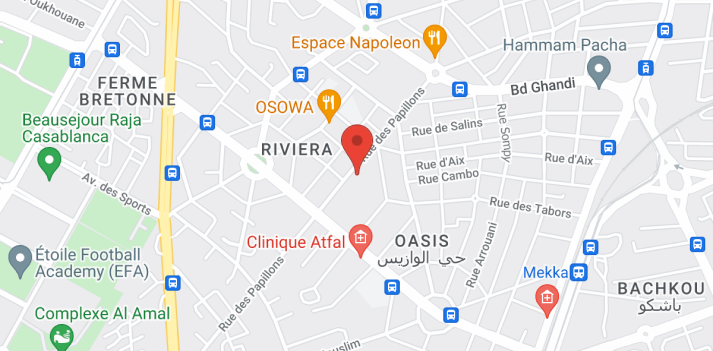 Oukhouane
Espace Napoleon
Hammam Pacha
FERME
BRETONNE
Bd Ghandi
OSOWA
Beausejour Raja
Casablanca
Rue des Papillons
Rue de Salins
Rue Sompy
RIVIERA
Rue d'Aix
Rue d'Aix
Rue Cambo
Av. des Sports
Rue des Tabors
Clinique Atfal
OASIS
حي الوازيس
Étoile Football
Academy (EFA)
Rue Arrouani
Rue des Papillons
Mekka
BACHKOU
باشكو
Complexe Al Amal